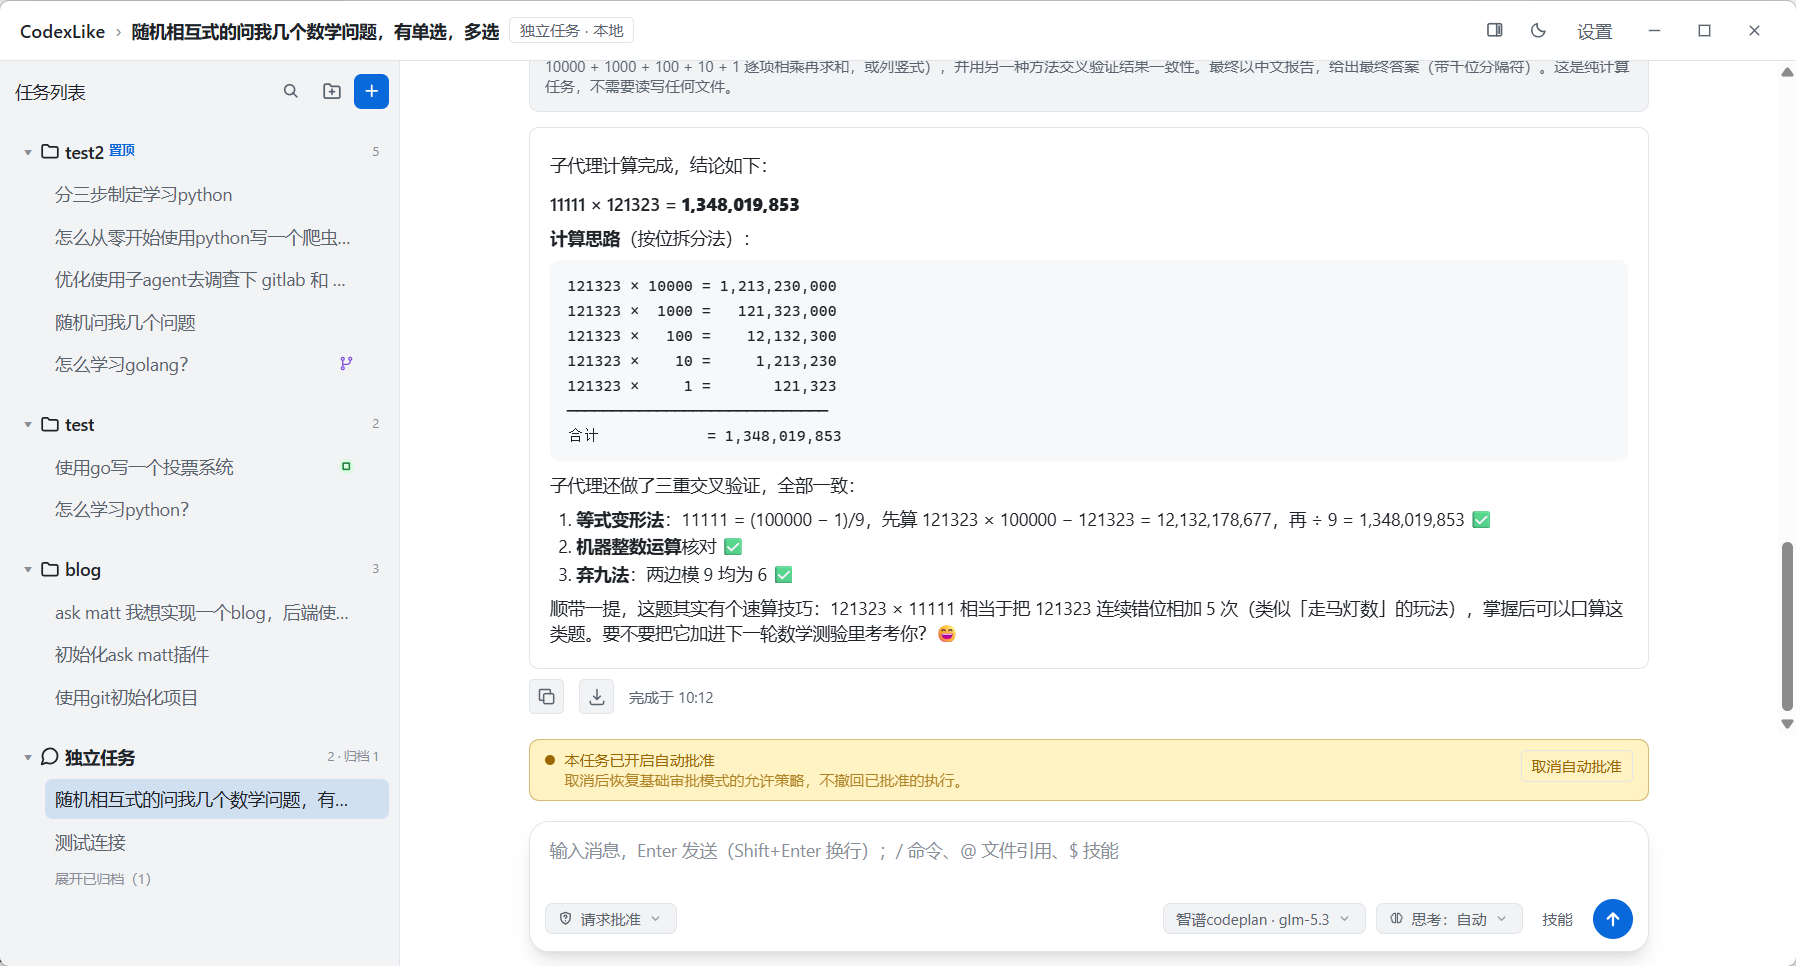 CodexLike › 随机相互式的问我几个数学问题，有单选，多选 独立任务 · 本地
设置
任务列表
test2 置顶 5
分三步制定学习python
怎么从零开始使用python写一个爬虫...
优化使用子agent去调查下 gitlab 和 ...
随机问我几个问题
怎么学习golang？
test 2
使用go写一个投票系统
怎么学习python？
blog 3
ask matt 我想实现一个blog，后端使...
初始化ask matt插件
使用git初始化项目
独立任务 2 · 归档 1
随机相互式的问我几个数学问题，有...
测试连接
展开已归档（1）
10000 + 1000 + 100 + 10 + 1 逐项相乘再求和，或列竖式），并用另一种方法交叉验证结果一致性。最终以中文报告，给出最终答案（带千位分隔符）。这是纯计算
任务，不需要读写任何文件。
子代理计算完成，结论如下：
11111 × 121323 = 1,348,019,853
计算思路（按位拆分法）：
121323 × 10000 = 1,213,230,000
121323 × 1000 = 121,323,000
121323 × 100 = 12,132,300
121323 × 10 = 1,213,230
121323 × 1 = 121,323
合计 = 1,348,019,853
子代理还做了三重交叉验证，全部一致：
1. 等式变形法：11111 = (100000 − 1)/9，先算 121323 × 100000 − 121323 = 12,132,178,677，再 ÷ 9 = 1,348,019,853 ✅
2. 机器整数运算核对 ✅
3. 弃九法：两边模 9 均为 6 ✅
顺带一提，这题其实有个速算技巧：121323 × 11111 相当于把 121323 连续错位相加 5 次（类似「走马灯数」的玩法），掌握后可以口算这
类题。要不要把它加进下一轮数学测验里考考你？😄
完成于 10:12
本任务已开启自动批准
取消后恢复基础审批模式的允许策略，不撤回已批准的执行。
取消自动批准
输入消息，Enter 发送（Shift+Enter 换行）；/ 命令、@ 文件引用、$ 技能
请求批准
智谱codeplan · glm-5.3
思考：自动
技能